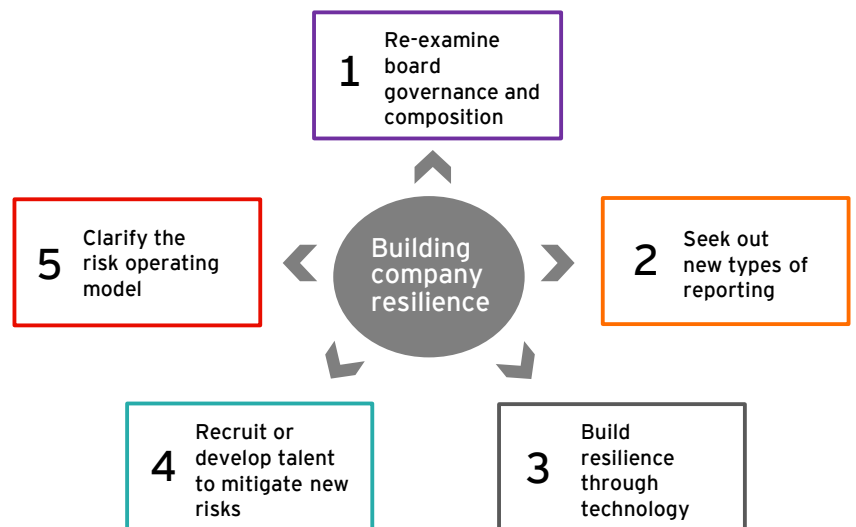 1
Re-examine
board
governance and
composition
5
Clarify the
risk operating
model
Building
company
resilience
2
Seek out
new types of
reporting
4
Recruit or
develop talent
to mitigate new
risks
3
Build
resilience
through
technology